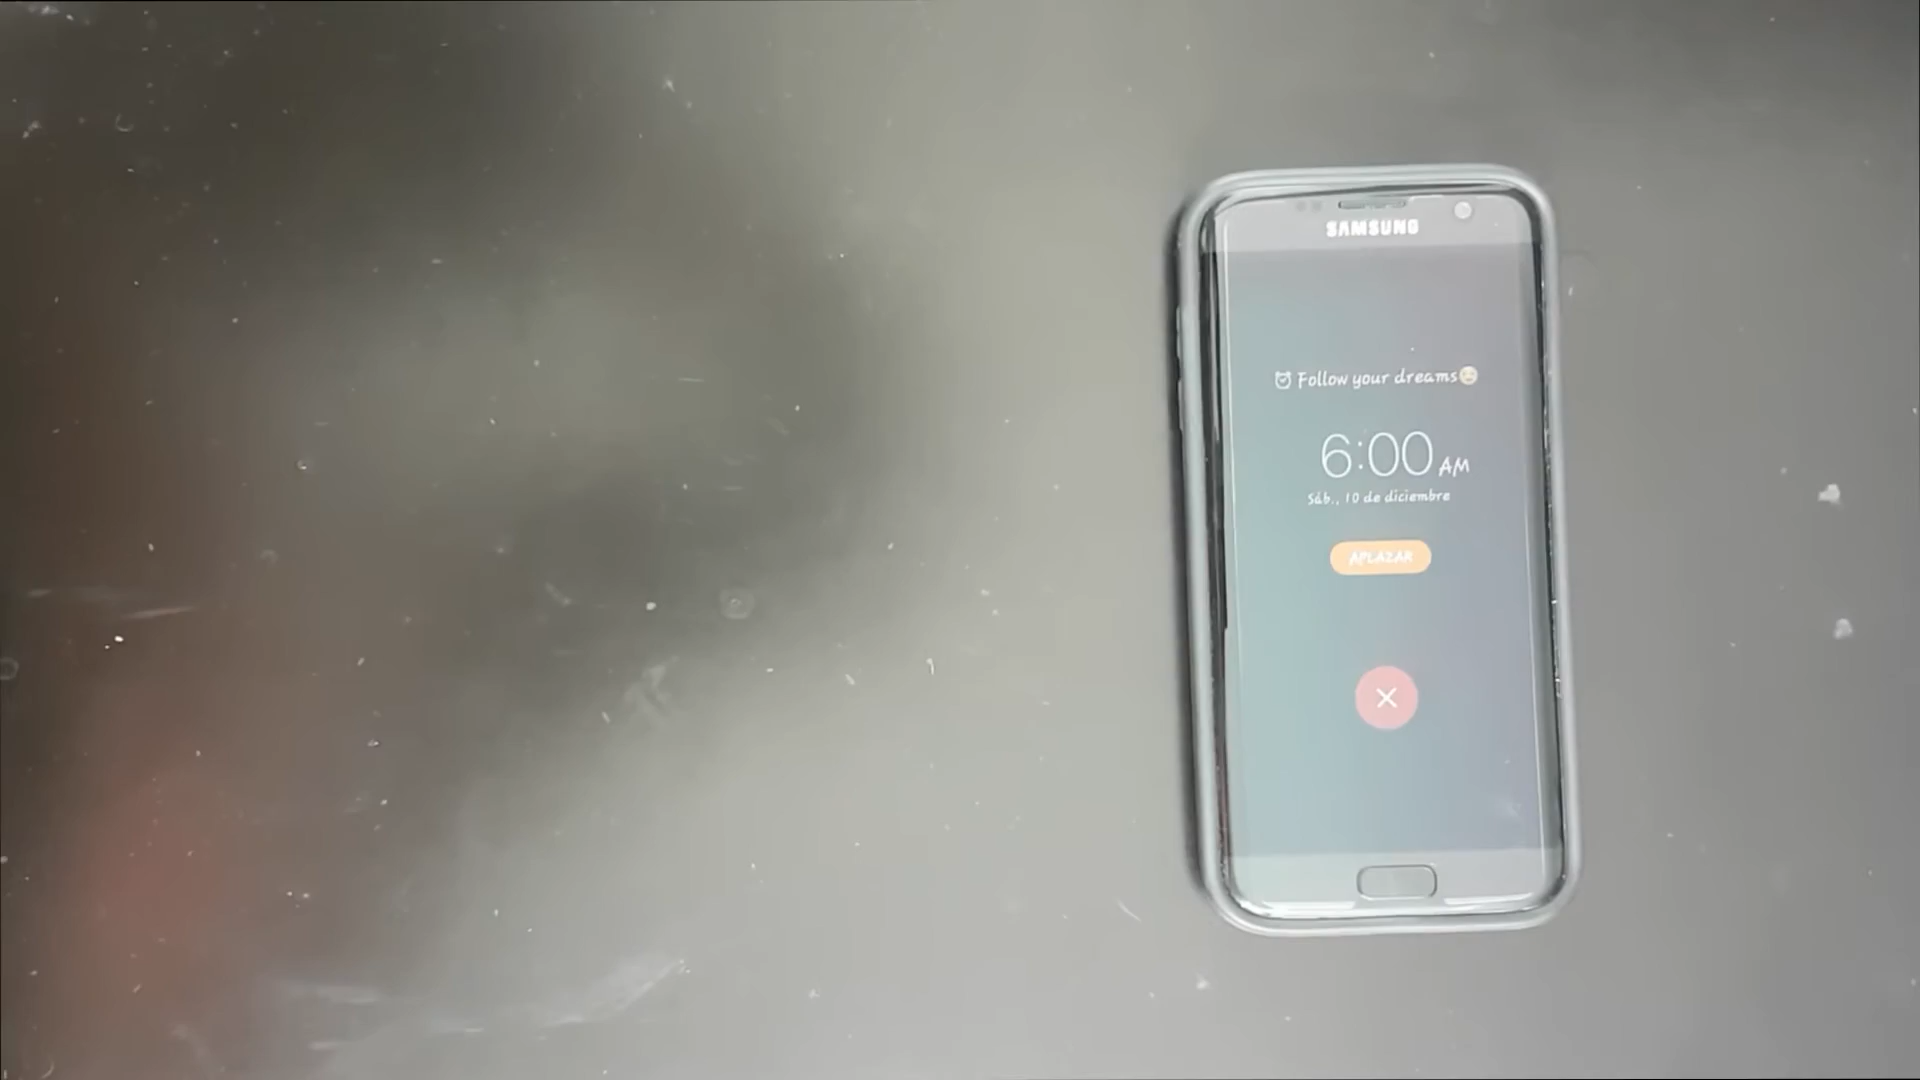 SAMSUNG
Follow your dreams
6:00 AM
Sáb., 10 de diciembre
APLAZAR